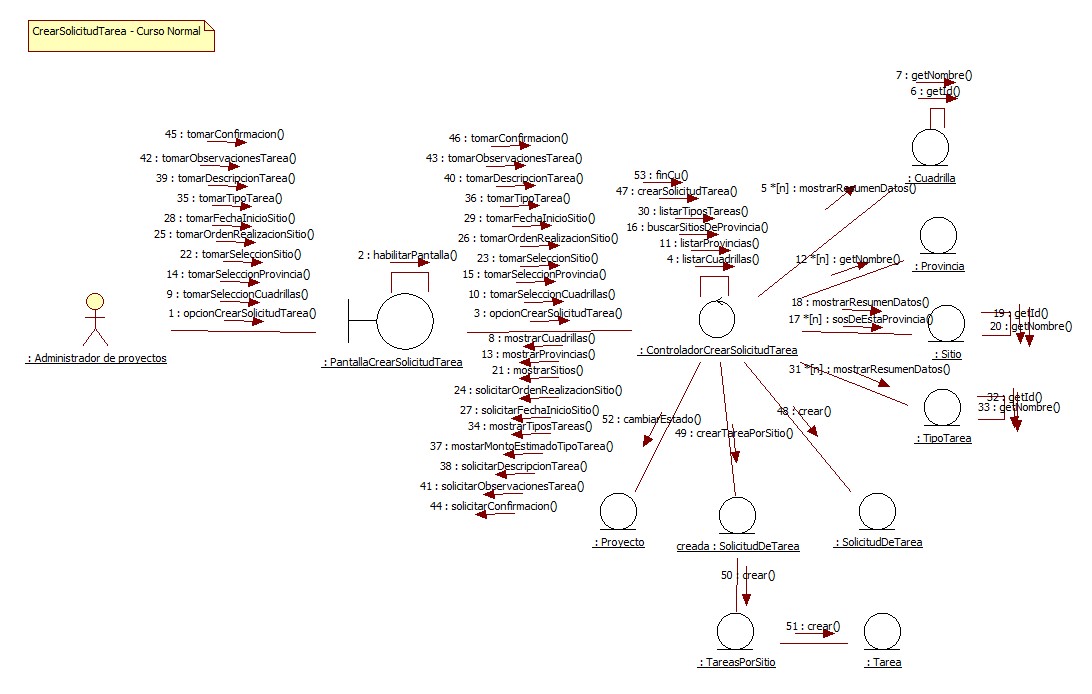 CrearSolicitudTarea - Curso Normal
7 : getNombre()
6 : getId()
: Cuadrilla
45 : tomarConfirmacion()
42 : tomarObservacionesTarea()
39 : tomarDescripcionTarea()
35 : tomarTipoTarea()
28 : tomarFechaInicioSitio()
25 : tomarOrdenRealizacionSitio()
22 : tomarSeleccionSitio()
14 : tomarSeleccionProvincia()
9 : tomarSeleccionCuadrillas()
1 : opcionCrearSolicitudTarea()
: Administrador de proyectos
2 : habilitarPantalla()
: PantallaCrearSolicitudTarea
46 : tomarConfirmacion()
43 : tomarObservacionesTarea()
40 : tomarDescripcionTarea()
36 : tomarTipoTarea()
29 : tomarFechaInicioSitio()
26 : tomarOrdenRealizacionSitio()
23 : tomarSeleccionSitio()
15 : tomarSeleccionProvincia()
10 : tomarSeleccionCuadrillas()
3 : opcionCrearSolicitudTarea()
8 : mostrarCuadrillas()
13 : mostrarProvincias()
21 : mostrarSitios()
24 : solicitarOrdenRealizacionSitio()
27 : solicitarFechaInicioSitio()
34 : mostrarTiposTareas()
37 : mostarMontoEstimadoTipoTarea()
38 : solicitarDescripcionTarea()
41 : solicitarObservacionesTarea()
44 : solicitarConfirmacion()
53 : finCu()
47 : crearSolicitudTarea()
30 : listarTiposTareas()
16 : buscarSitiosDeProvincia()
11 : listarProvincias()
4 : listarCuadrillas()
: ControladorCrearSolicitudTarea
5 *[n] : mostrarResumenDatos()
12 *[n] : getNombre()
: Provincia
18 : mostrarResumenDatos()
17 *[n] : sosDeEstaProvincia()
19 : getId()
20 : getNombre()
: Sitio
31 *[n] : mostrarResumenDatos()
32 : getId()
33 : getNombre()
: TipoTarea
52 : cambiarEstado()
49 : crearTareaPorSitio()
48 : crear()
: Proyecto
creada : SolicitudDeTarea
: SolicitudDeTarea
50 : crear()
51 : crear()
: TareasPorSitio
: Tarea